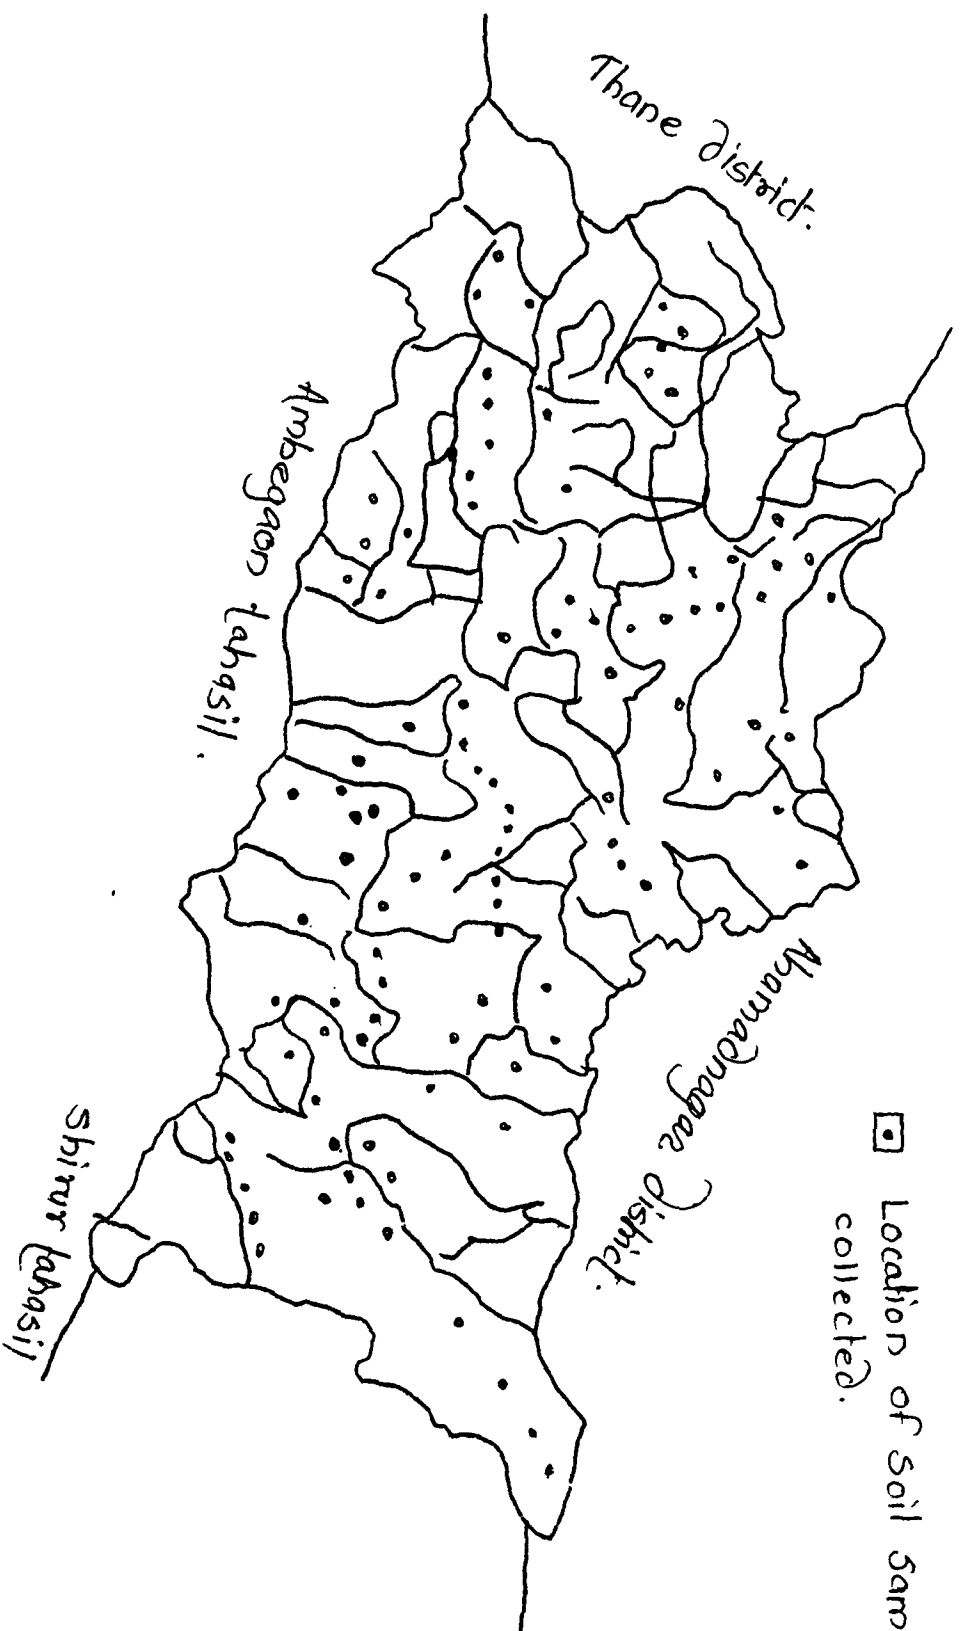 Thane district.
Ahamadnagar district.
Ambegaon tahasil.
Shirur tahasil
Location of Soil Sam
collected.